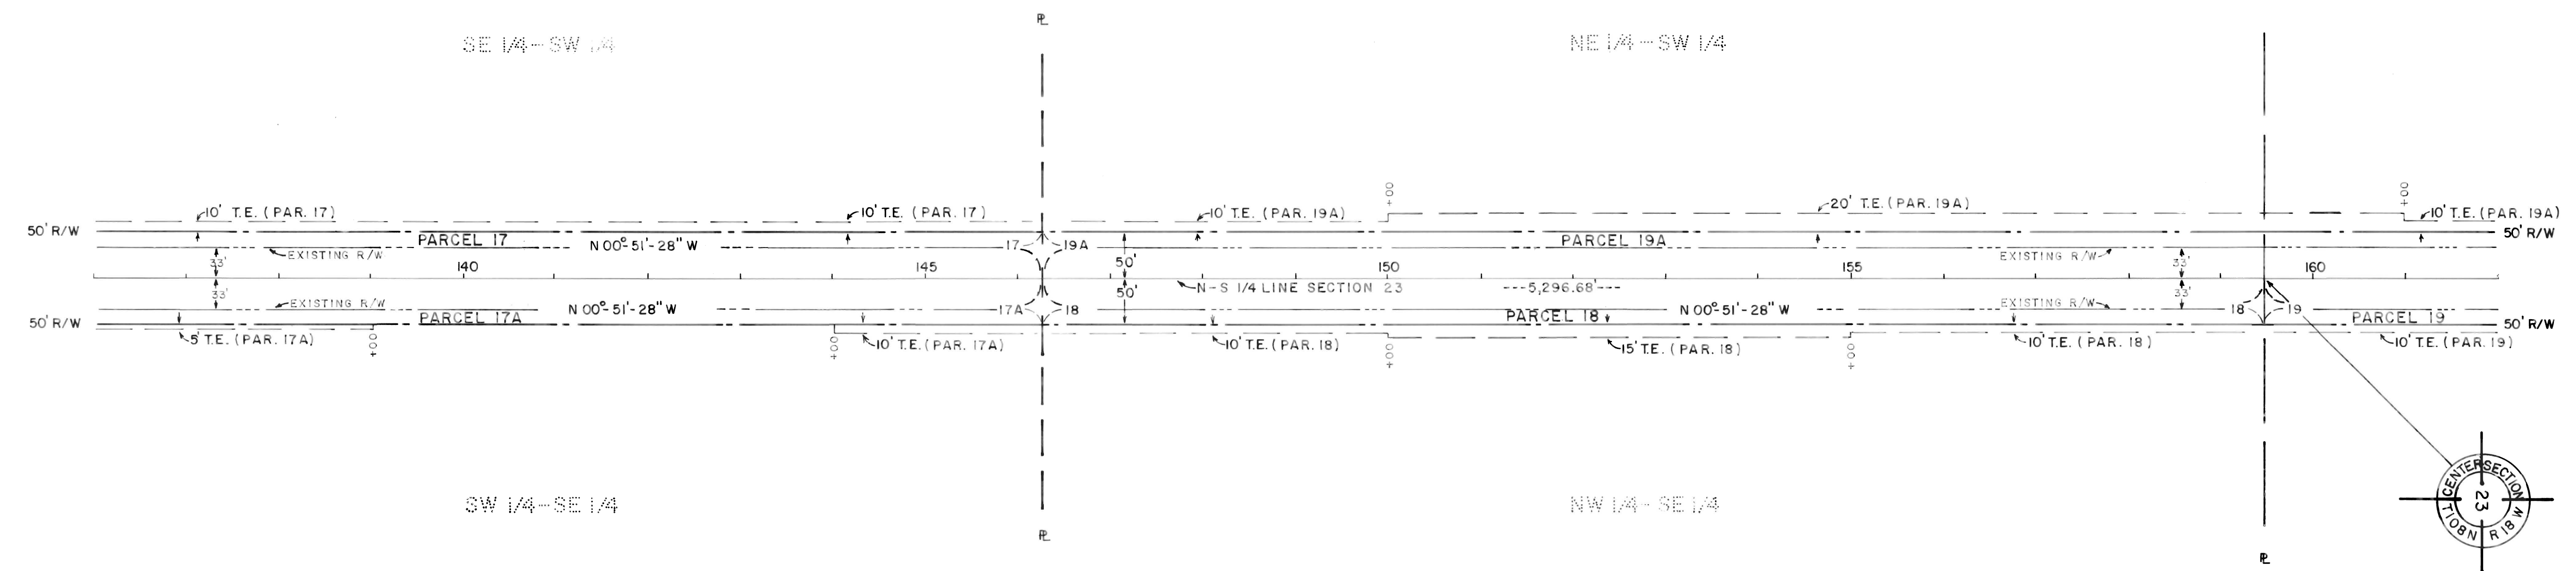 ℄
SE 1/4-SW 1/4
NE 1/4-SW 1/4
+00
+00
10' T.E. (PAR. 17)
10' T.E. (PAR. 17)
10' T.E. (PAR. 19A)
20' T.E. (PAR. 19A)
10' T.E. (PAR. 19A)
50' R/W
PARCEL 17
N 00°-51'-28" W
17
19A
PARCEL 19A
50' R/W
EXISTING R/W
EXISTING R/W
33'
50'
33'
140
145
150
155
160
33'
50'
N-S 1/4 LINE SECTION 23
---5,296.68'---
33'
EXISTING R/W
N 00°-51'-28" W
17A
18
N 00°-51'-28" W
EXISTING R/W
18
19
50' R/W
PARCEL 17A
PARCEL 18
PARCEL 19
50' R/W
5' T.E. (PAR. 17A)
+00
+00
10' T.E. (PAR. 17A)
10' T.E. (PAR. 18)
+00
15' T.E. (PAR. 18)
+00
10' T.E. (PAR. 18)
10' T.E. (PAR. 19)
SW 1/4-SE 1/4
NW 1/4-SE 1/4
CENTER SECTION
23
T108N R18W
℄
℄